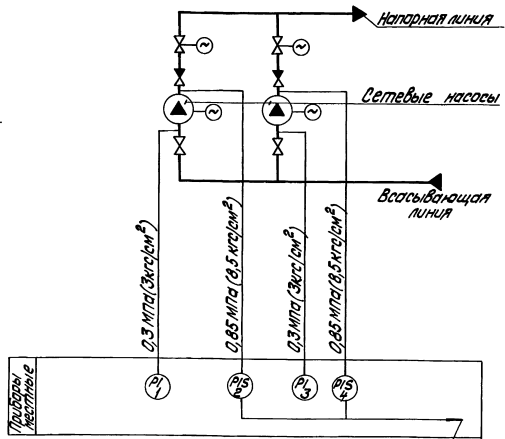 Напорная линия
~
~
Сетевые насосы
~
~
Всасывающая
линия
0,3 МПа (3кгс/см²)
0,85 МПа (8,5 кгс/см²)
0,3 МПа (3кгс/см²)
0,85 МПа (8,5 кгс/см²)
Приборы
местные
PI
1
PIS
2
PI
3
PIS
4